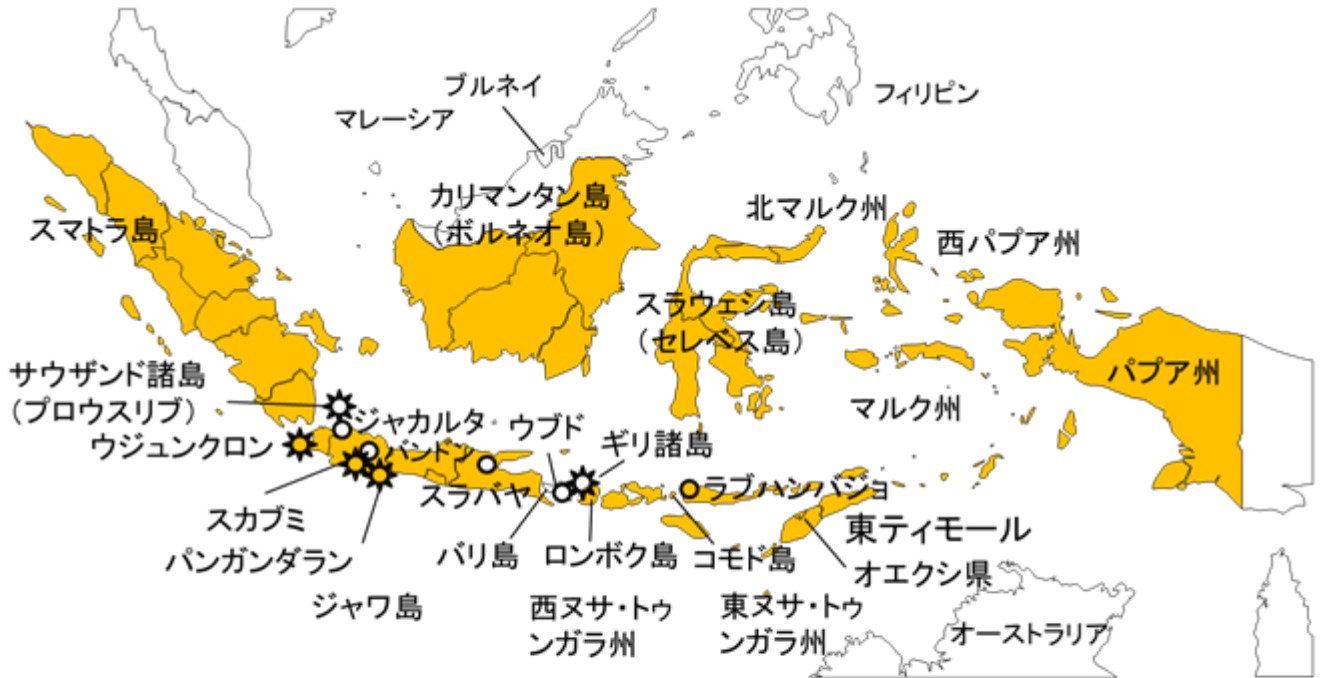 ブルネイ
フィリピン
マレーシア
カリマンタン島
（ボルネオ島）
北マルク州
スマトラ島
西パプア州
スラウェシ島
（セレベス島）
サウザンド諸島
（プロウスリブ）
パプア州
マルク州
ジャカルタ
ウブド
ウジュンクロン
バンドン
ギリ諸島
スラバヤ
ラブハンバジョ
スカブミ
東ティモール
パンガンダラン
バリ島
ロンボク島
コモド島
オエクシ県
ジャワ島
西ヌサ・トゥ
ンガラ州
東ヌサ・トゥ
ンガラ州
オーストラリア